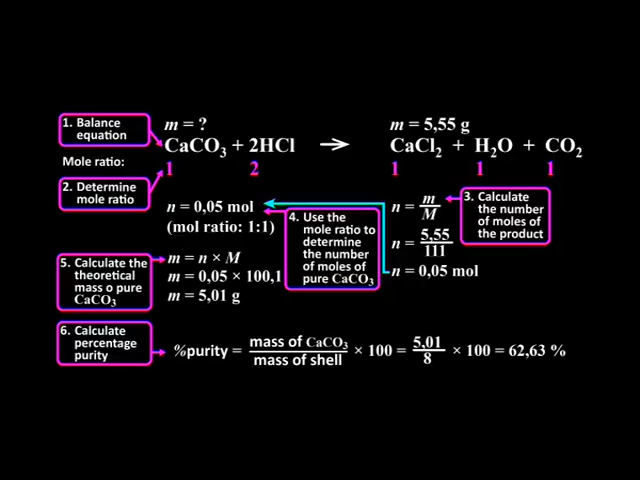 1. Balance
equation
m = ?
m = 5,55 g
CaCO₃ + 2HCl → CaCl₂ + H₂O + CO₂
Mole ratio:
1 2 1 1 1
2. Determine
mole ratio
n = 0,05 mol
(mol ratio: 1:1)
4. Use the
mole ratio to
determine
the number
of moles of
pure CaCO₃
n = m/M
n = 5,55/111
n = 0,05 mol
3. Calculate
the number
of moles of
the product
5. Calculate the
theoretical
mass o pure
CaCO₃
m = n × M
m = 0,05 × 100,1
m = 5,01 g
6. Calculate
percentage
purity
%purity = mass of CaCO₃/mass of shell × 100 = 5,01/8 × 100 = 62,63 %